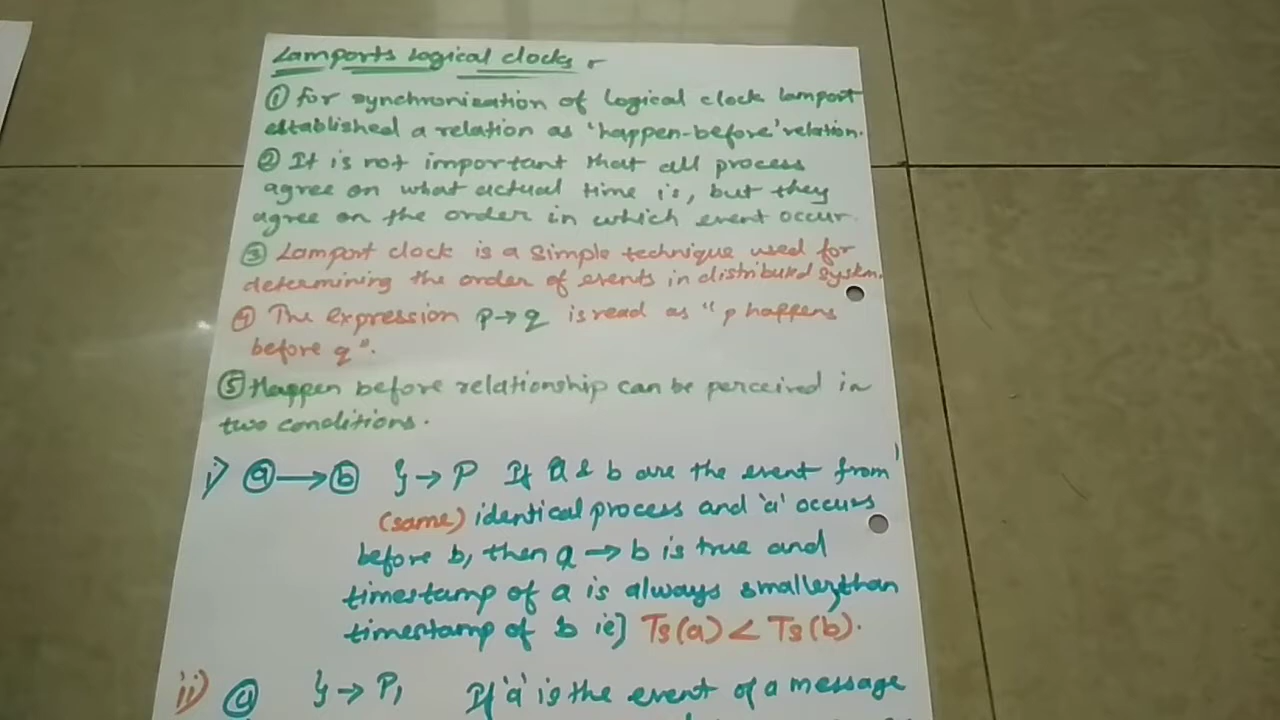 Lamports Logical clocks,
① for synchronization of Logical clock lamport
established a relation as 'happen-before' relation.
② It is not important that all process
agree on what actual time is, but they
agree on the order in which event occur.
③ Lamport clock is a simple technique used for
determining the order of events in distributed system.
④ The expression p→q is read as "p happens
before q".
⑤ Happen before relationship can be perceived in
two conditions.
i) ⓐ→ⓑ } → P If a & b are the event from
(same) identical process and 'a' occurs
before b, then a → b is true and
timestamp of a is always smaller than
timestamp of b ie] Ts(a) < Ts(b).
ii) ⓐ } → P1 If 'a' is the event of a message